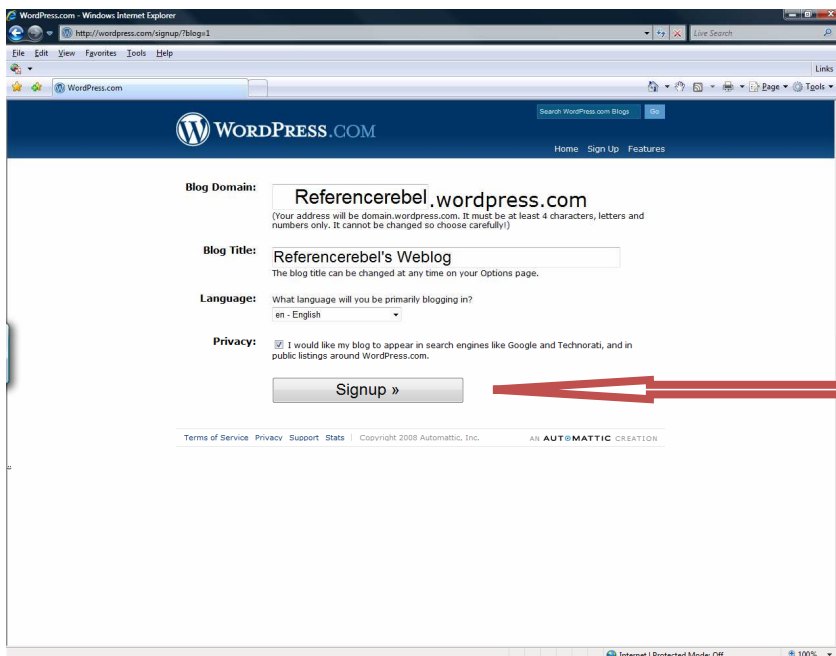 WordPress.com - Windows Internet Explorer
http://wordpress.com/signup/?blog=1
Live Search
File Edit View Favorites Tools Help
Links
WordPress.com
Page Tools
WORDPRESS.COM
Search WordPress.com Blogs Go
Home Sign Up Features
Blog Domain: Referencerebel .wordpress.com
(Your address will be domain.wordpress.com. It must be at least 4 characters, letters and
numbers only. It cannot be changed so choose carefully!)
Blog Title: Referencerebel's Weblog
The blog title can be changed at any time on your Options page.
Language: What language will you be primarily blogging in?
en - English
Privacy: I would like my blog to appear in search engines like Google and Technorati, and in
public listings around WordPress.com.
Signup »
Terms of Service Privacy Support Stats | Copyright 2008 Automattic, Inc. AN AUTOMATTIC CREATION
Internet | Protected Mode: Off 100%